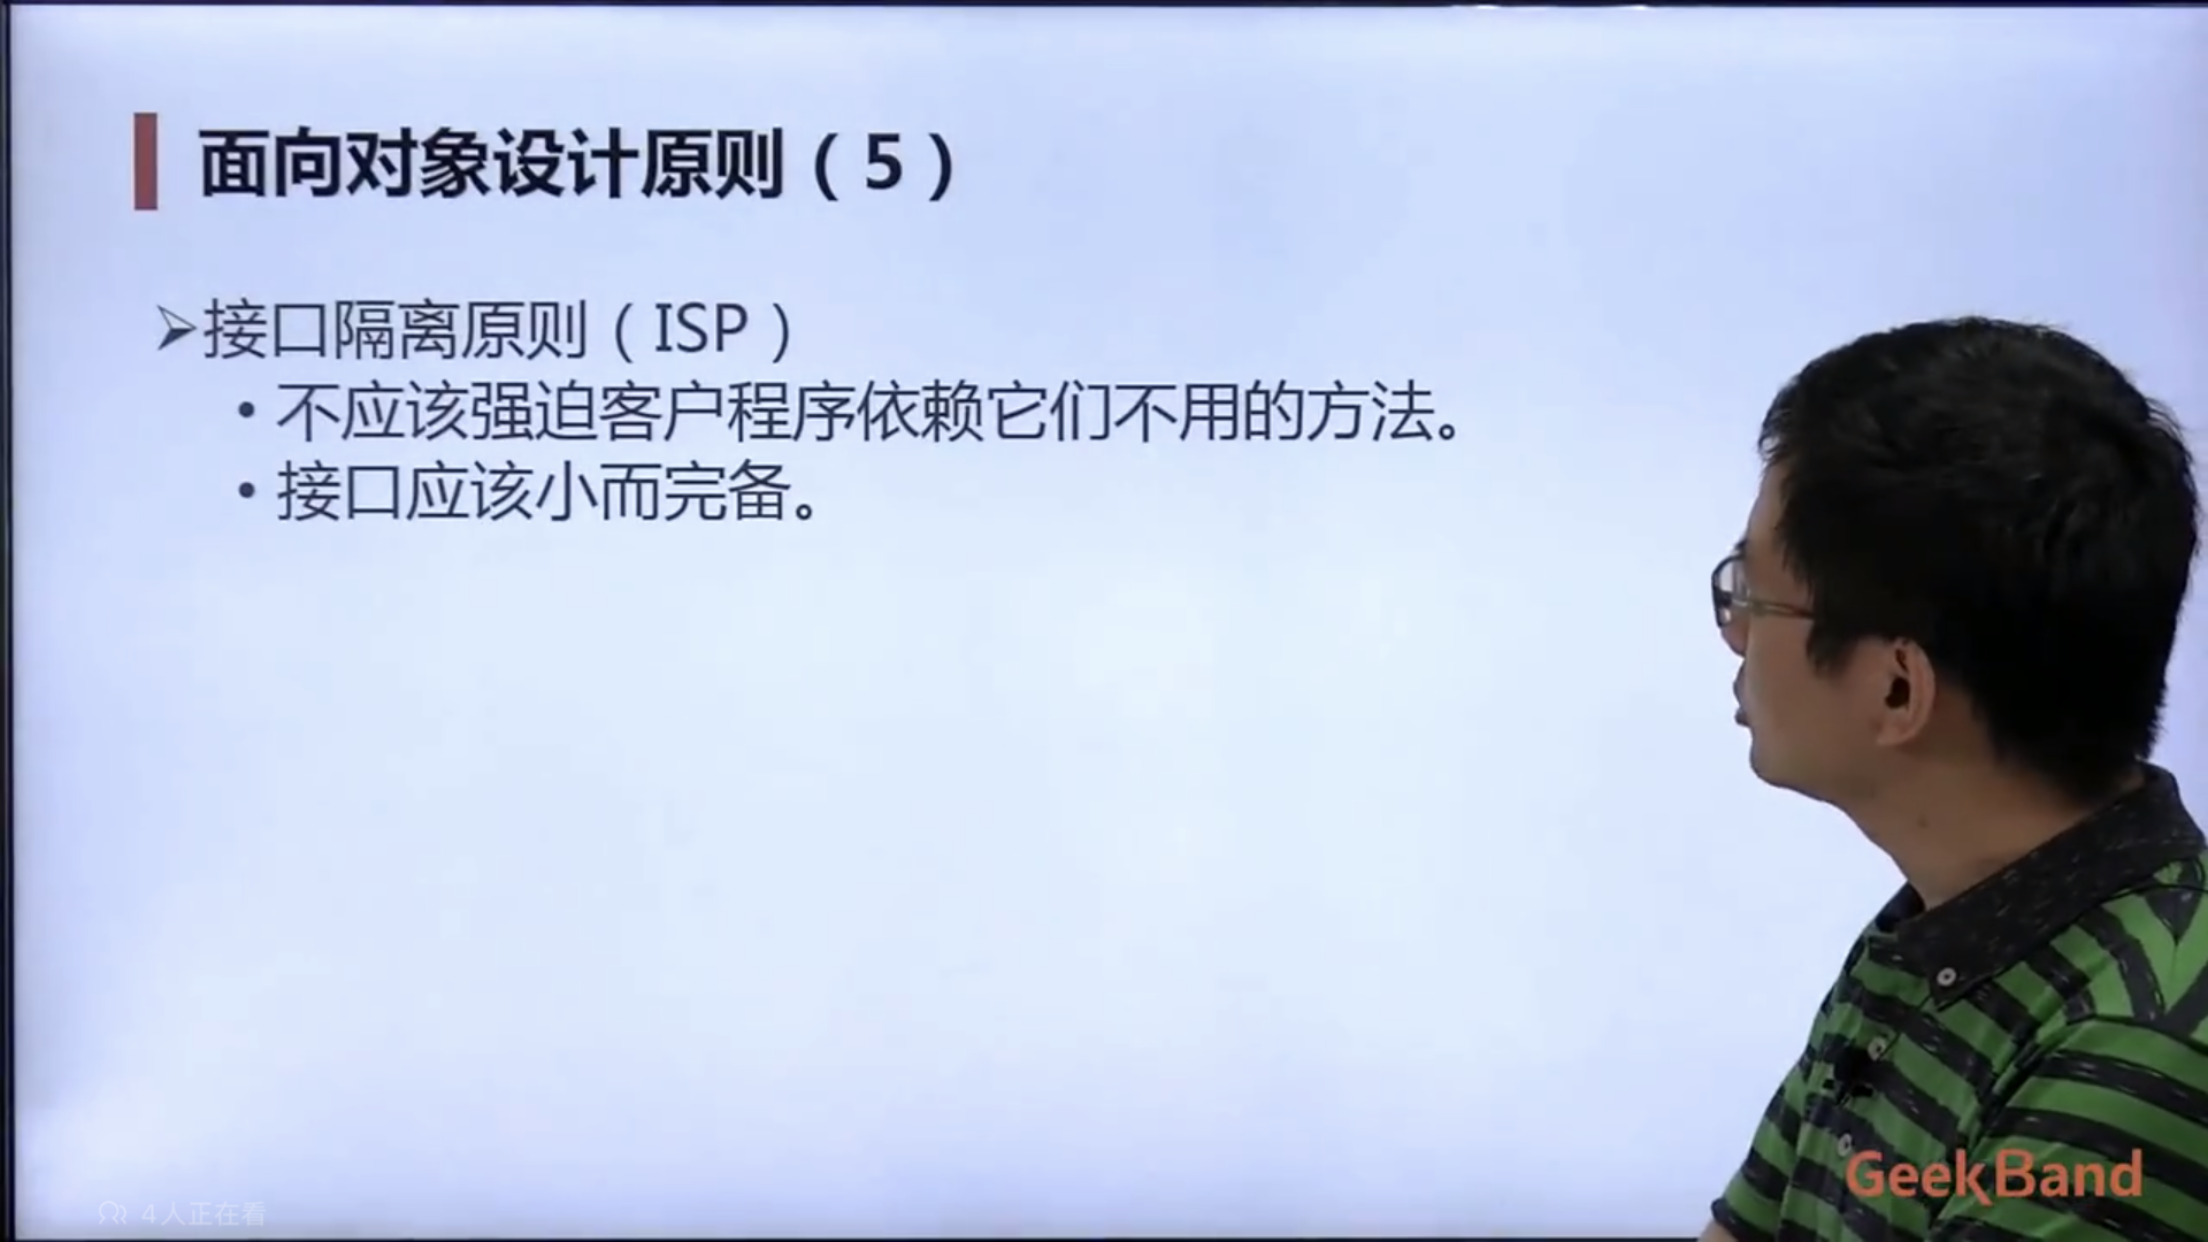 面向对象设计原则（5）
➢接口隔离原则（ISP）
• 不应该强迫客户程序依赖它们不用的方法。
• 接口应该小而完备。
GeekBand
4人正在看